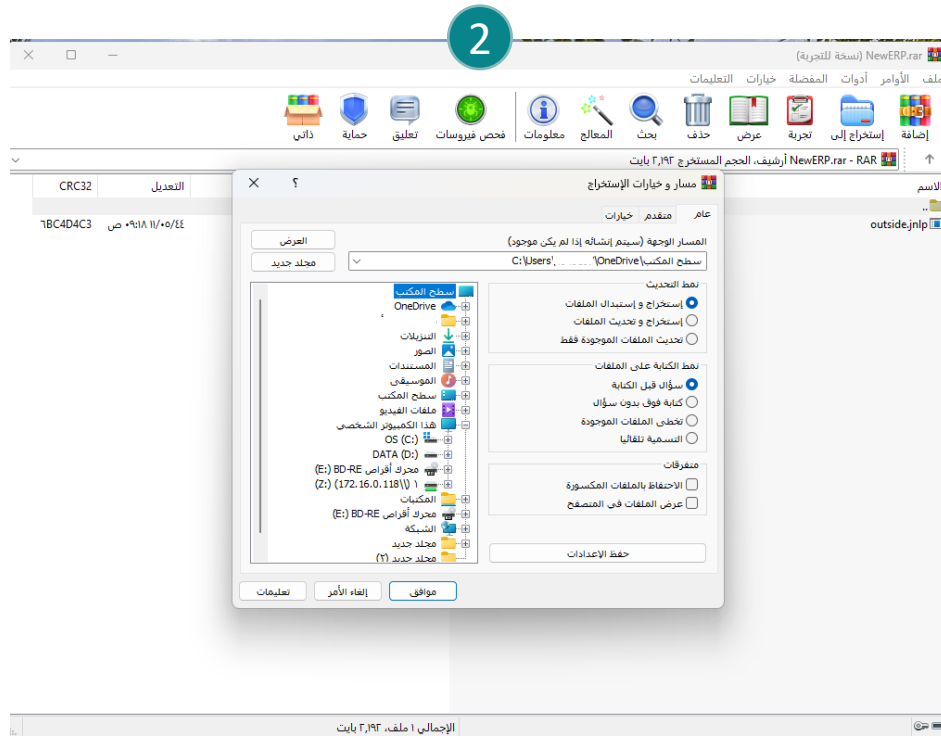 2
NewERP.rar (نسخة للتجربة)
ملف الأوامر أدوات المفضلة خيارات التعليمات
إضافة إستخراج إلى تجربة عرض حذف بحث المعالج معلومات فحص فيروسات تعليق حماية ذاتي
NewERP.rar - RAR أرشيف، الحجم المستخرج ٢,١٩٢ بايت
الاسم التعديل CRC32
..
outside.jnlp ١١/٠٥/٤٤ ٠٩:١٨ ص ٦BC4D4C3
مسار و خيارات الإستخراج
؟
عام متقدم خيارات
المسار الوجهة (سيتم إنشائه إذا لم يكن موجود)
العرض
C:\Users\ \OneDrive\سطح المكتب
مجلد جديد
نمط التحديث
إستخراج و إستبدال الملفات
إستخراج و تحديث الملفات
تحديث الملفات الموجودة فقط
نمط الكتابة على الملفات
سؤال قبل الكتابة
كتابة فوق بدون سؤال
تخطى الملفات الموجودة
التسمية تلقائيا
متفرقات
الاحتفاظ بالملفات المكسورة
عرض الملفات في المتصفح
حفظ الإعدادات
سطح المكتب
OneDrive
التنزيلات
الصور
المستندات
الموسيقى
سطح المكتب
ملفات الفيديو
هذا الكمبيوتر الشخصي
OS (C:)
DATA (D:)
محرك أقراص BD-RE (E:)
١ (\\172.16.0.118) (Z:)
المكتبات
محرك أقراص BD-RE (E:)
الشبكة
مجلد جديد
مجلد جديد (٢)
موافق إلغاء الأمر تعليمات
الإجمالي ١ ملف، ٢,١٩٢ بايت